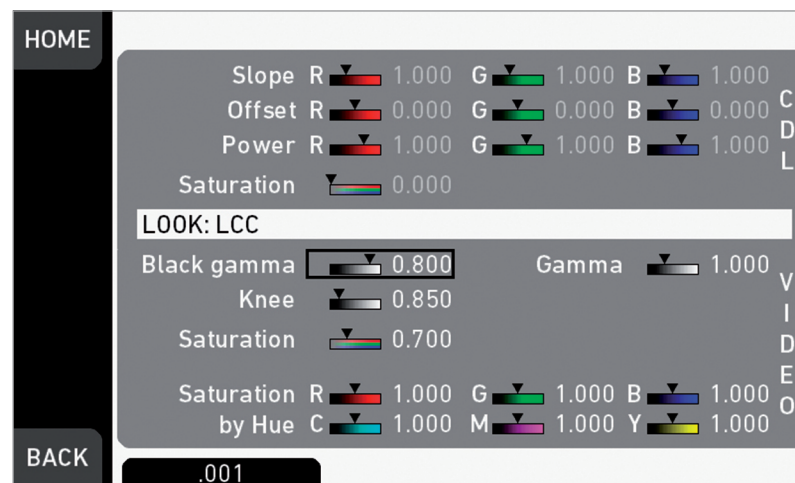 HOME
Slope R 1.000 G 1.000 B 1.000
Offset R 0.000 G 0.000 B 0.000
Power R 1.000 G 1.000 B 1.000
Saturation 0.000
CDL
LOOK: LCC
Black gamma 0.800 Gamma 1.000
Knee 0.850
Saturation 0.700
Saturation R 1.000 G 1.000 B 1.000
by Hue C 1.000 M 1.000 Y 1.000
VIDEO
BACK
.001